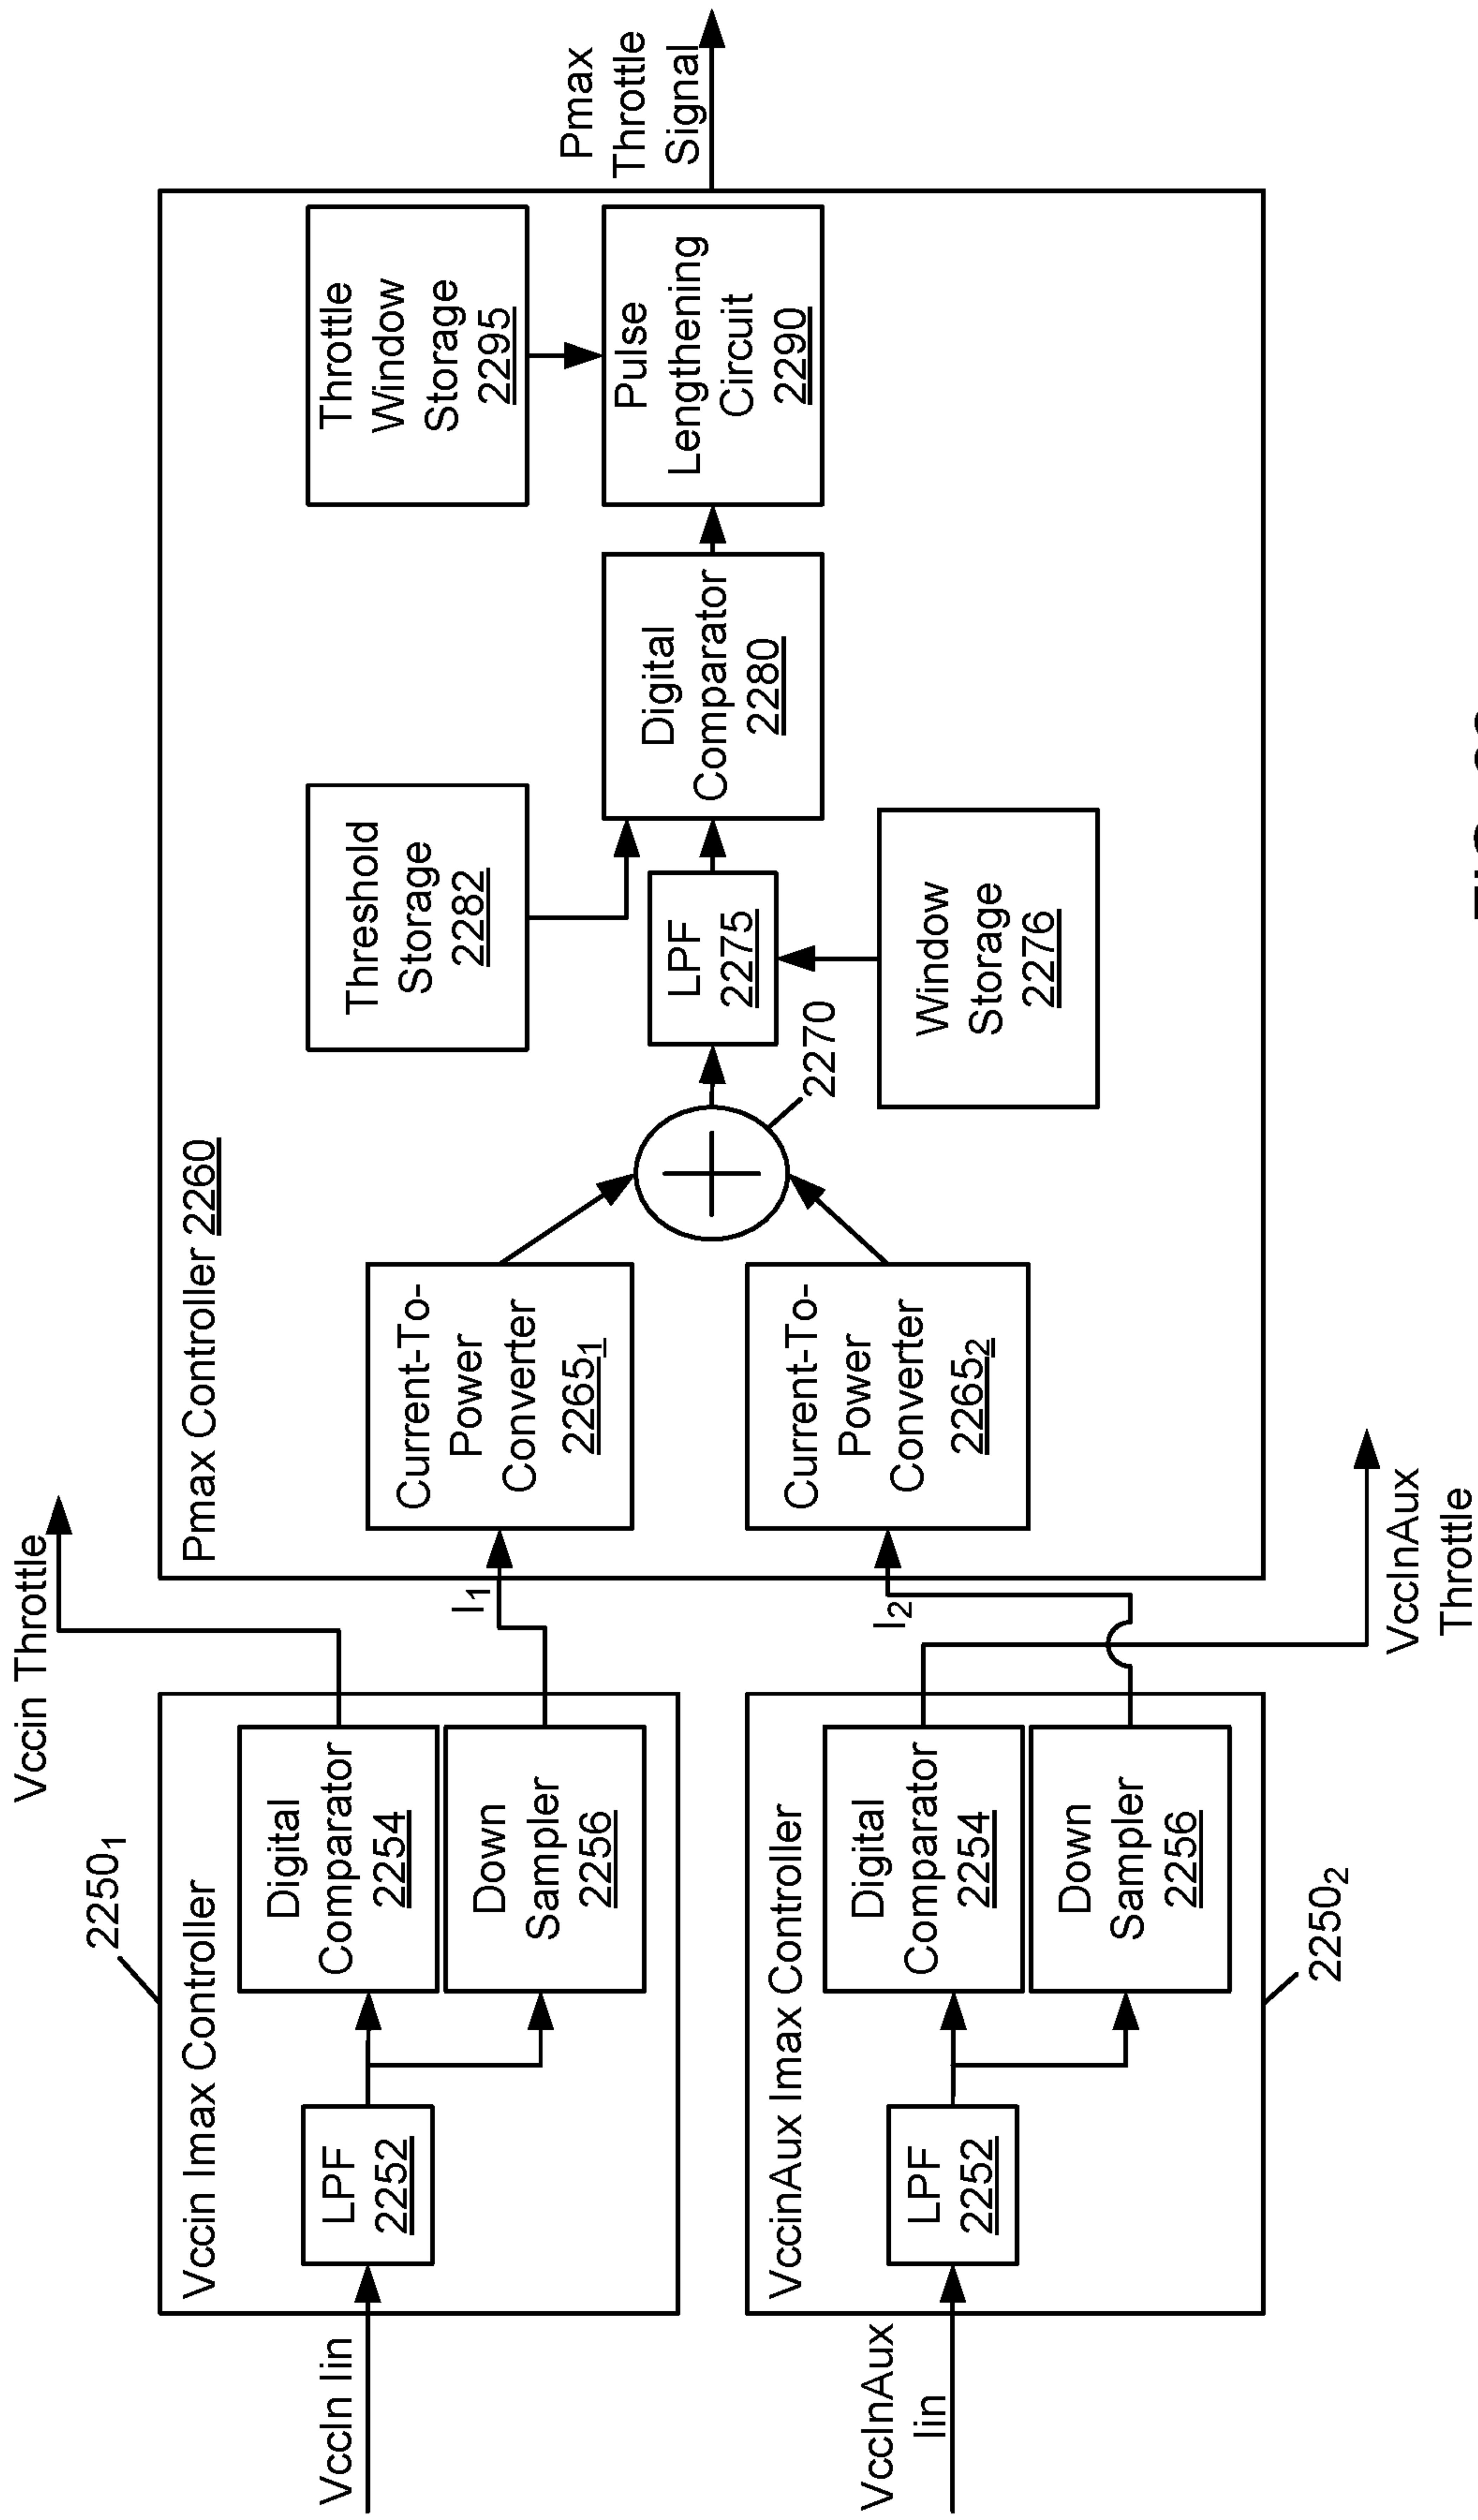 Vccin Throttle
2250₁
Vccin Imax Controller
VccIn Iin
LPF
2252
Digital
Comparator
2254
Down
Sampler
2256
I₁
VccinAux Imax Controller
VccInAux
Iin
LPF
2252
Digital
Comparator
2254
Down
Sampler
2256
I₂
2250₂
VccInAux
Throttle
Pmax Controller 2260
Current-To-
Power
Converter
2265₁
Current-To-
Power
Converter
2265₂
2270
Threshold
Storage
2282
LPF
2275
Window
Storage
2276
Digital
Comparator
2280
Throttle
Window
Storage
2295
Pulse
Lengthening
Circuit
2290
Pmax
Throttle
Signal